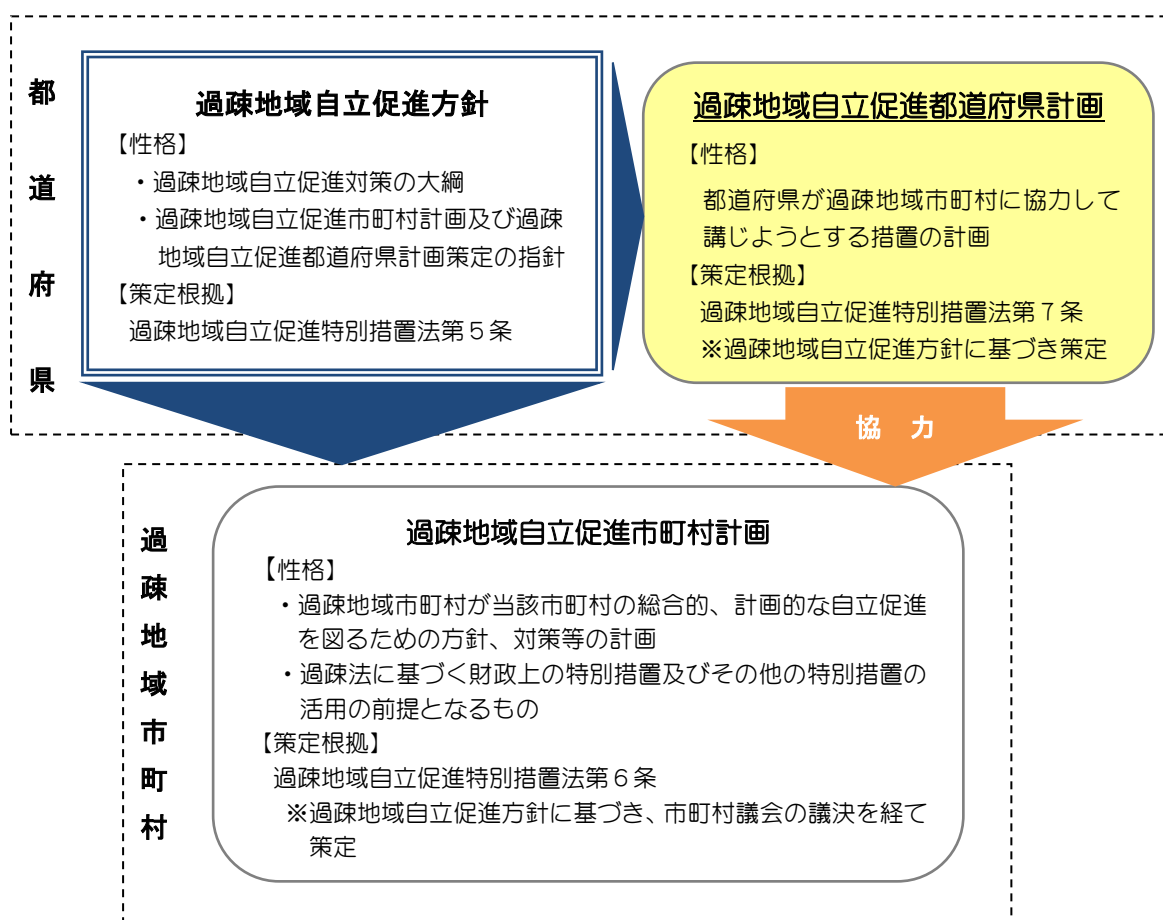 都道府県
過疎地域自立促進方針
【性格】
・過疎地域自立促進対策の大綱
・過疎地域自立促進市町村計画及び過疎
地域自立促進都道府県計画策定の指針
【策定根拠】
過疎地域自立促進特別措置法第5条
過疎地域自立促進都道府県計画
【性格】
都道府県が過疎地域市町村に協力して
講じようとする措置の計画
【策定根拠】
過疎地域自立促進特別措置法第7条
※過疎地域自立促進方針に基づき策定
協 力
過疎地域市町村
過疎地域自立促進市町村計画
【性格】
・過疎地域市町村が当該市町村の総合的、計画的な自立促進
を図るための方針、対策等の計画
・過疎法に基づく財政上の特別措置及びその他の特別措置の
活用の前提となるもの
【策定根拠】
過疎地域自立促進特別措置法第6条
※過疎地域自立促進方針に基づき、市町村議会の議決を経て
策定